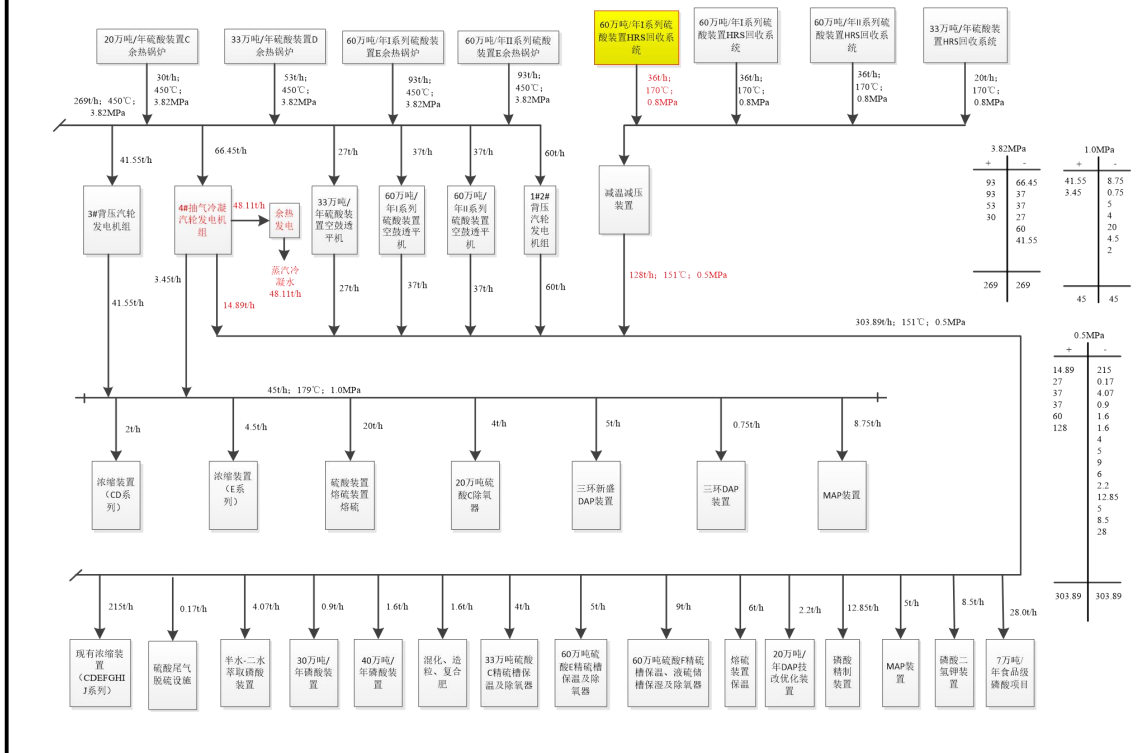 20万吨/年硫酸装置C
余热锅炉
33万吨/年硫酸装置D
余热锅炉
60万吨/年I系列硫酸装
置E余热锅炉
60万吨/年II系列硫酸
装置E余热锅炉
60万吨/年I系列硫
酸装置HRS回收系
统
60万吨/年I系列硫
酸装置HRS回收系
统
60万吨/年II系列硫
酸装置HRS回收系
统
33万吨/年硫酸装
置HRS回收系统
30t/h;
450℃;
3.82MPa
53t/h;
450℃;
3.82MPa
93t/h;
450℃;
3.82MPa
93t/h;
450℃;
3.82MPa
36t/h;
170℃;
0.8MPa
36t/h;
170℃;
0.8MPa
36t/h;
170℃;
0.8MPa
20t/h;
170℃;
0.8MPa
269t/h; 450℃;
3.82MPa
41.55t/h
66.45t/h
27t/h
37t/h
37t/h
60t/h
3#背压汽轮
发电机组
4#抽气冷凝
汽轮发电机
组
48.11t/h
余热
发电
蒸汽冷
凝水
48.11t/h
33万吨/
年硫酸装
置空鼓透
平机
60万吨/
年I系列
硫酸装置
空鼓透平
机
60万吨/
年II系列
硫酸装置
空鼓透平
机
1#2#
背压汽
轮发电
机组
减温减压
装置
41.55t/h
3.45t/h
14.89t/h
27t/h
37t/h
37t/h
60t/h
128t/h; 151℃; 0.5MPa
303.89t/h; 151℃; 0.5MPa
3.82MPa
+ -
93 66.45
93 37
53 37
30 27
60
41.55
269 269
1.0MPa
+ -
41.55 8.75
3.45 0.75
5
4
20
4.5
2
45 45
0.5MPa
+ -
14.89 215
27 0.17
37 4.07
37 0.9
60 1.6
128 1.6
4
5
9
6
2.2
12.85
5
8.5
28
303.89 303.89
45t/h; 179℃; 1.0MPa
2t/h
4.5t/h
20t/h
4t/h
5t/h
0.75t/h
8.75t/h
浓缩装置
（CD系
列）
浓缩装置
（E系
列）
硫酸装置
熔硫装置
熔硫
20万吨硫
酸C除氧
器
三环新盛
DAP装置
三环DAP
装置
MAP装置
215t/h
0.17t/h
4.07t/h
0.9t/h
1.6t/h
1.6t/h
4t/h
5t/h
9t/h
6t/h
2.2t/h
12.85t/h
5t/h
8.5t/h
28.0t/h
现有浓缩装
置
（CDEFGHI
J系列）
硫酸尾气
脱硫设施
半水-二水
萃取磷酸
装置
30万吨/
年磷酸装
置
40万吨/
年磷酸装
置
混化、造
粒、复合
肥
33万吨硫酸
C精硫槽保
温及除氧器
60万吨硫
酸E精硫槽
保温及除
氧器
60万吨硫酸F精硫
槽保温、液硫储
槽保湿及除氧器
熔硫
装置
保温
20万吨/
年DAP技
改优化装
置
磷酸
精制
装置
MAP装
置
磷酸二
氢钾装
置
7万吨/
年食品级
磷酸项目